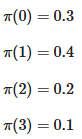 π(0) = 0.3
π(1) = 0.4
π(2) = 0.2
π(3) = 0.1